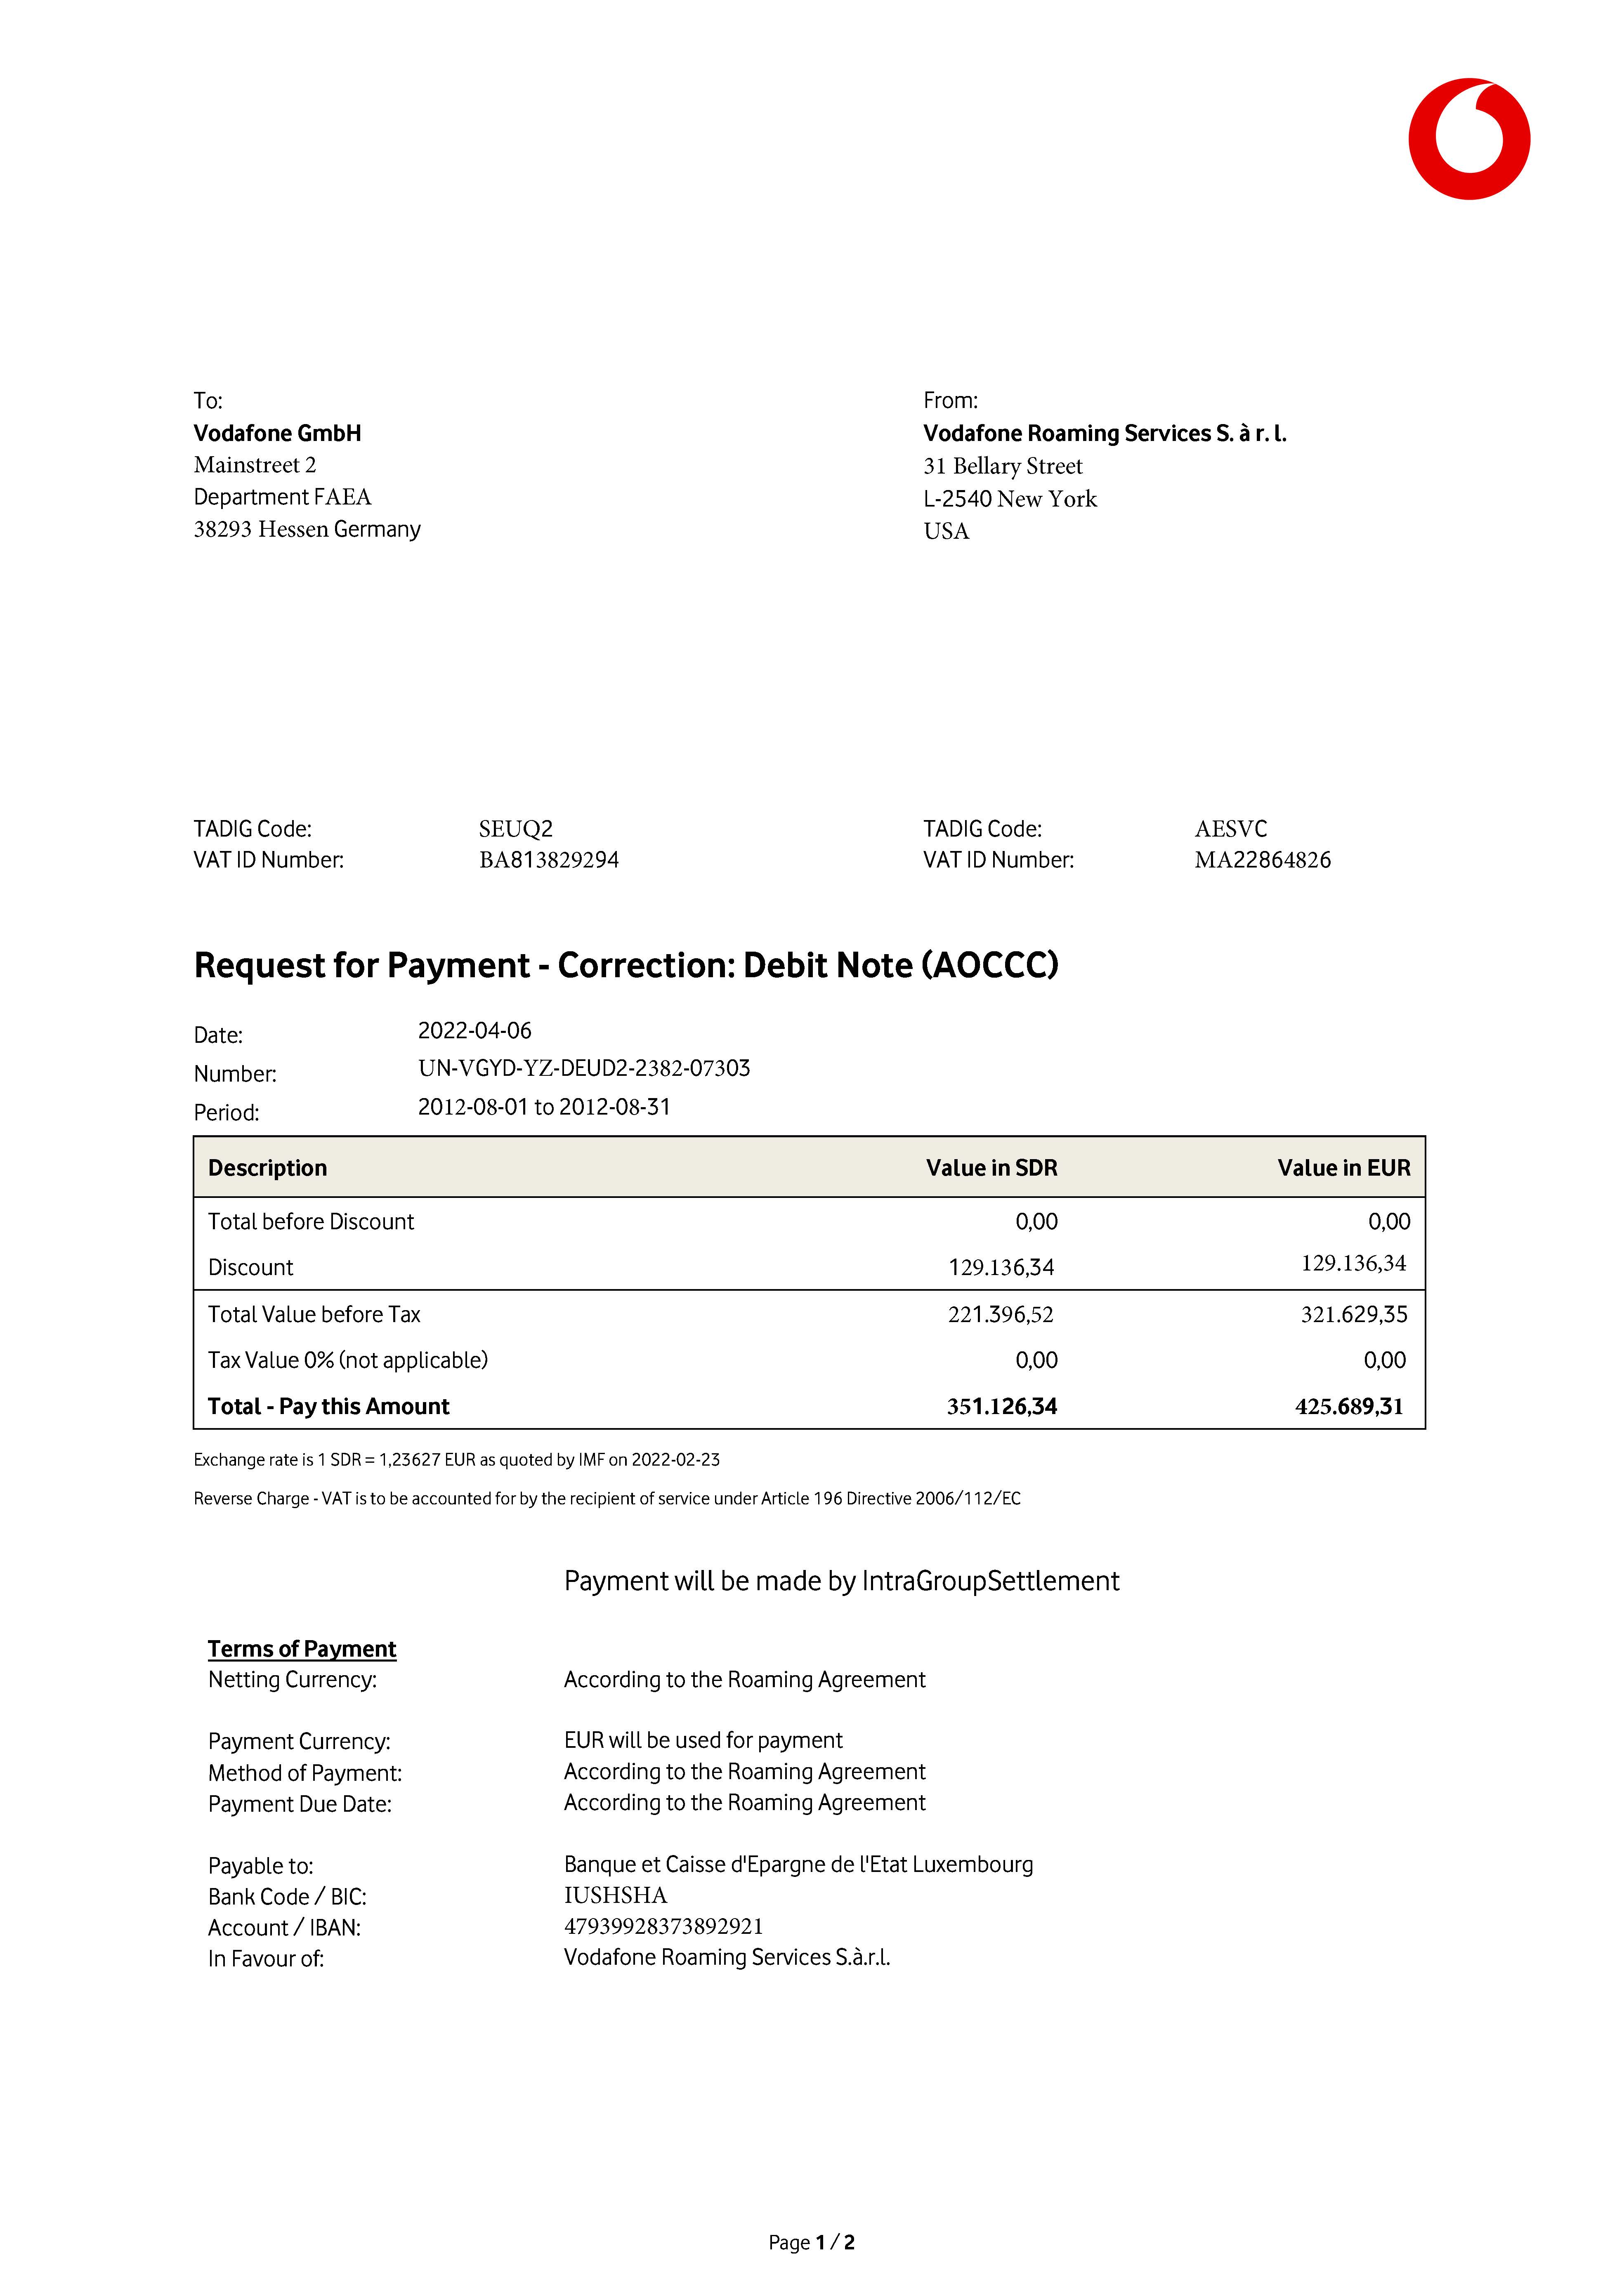 To:
Vodafone GmbH
Mainstreet 2
Department FAEA
38293 Hessen Germany
From:
Vodafone Roaming Services S. à r. l.
31 Bellary Street
L-2540 New York
USA
TADIG Code: SEUQ2
VAT ID Number: BA813829294
TADIG Code: AESVC
VAT ID Number: MA22864826
Request for Payment - Correction: Debit Note (AOCCC)
Date: 2022-04-06
Number: UN-VGYD-YZ-DEUD2-2382-07303
Period: 2012-08-01 to 2012-08-31
Description Value in SDR Value in EUR
Total before Discount 0,00 0,00
Discount 129.136,34 129.136,34
Total Value before Tax 221.396,52 321.629,35
Tax Value 0% (not applicable) 0,00 0,00
Total - Pay this Amount 351.126,34 425.689,31
Exchange rate is 1 SDR = 1,23627 EUR as quoted by IMF on 2022-02-23
Reverse Charge - VAT is to be accounted for by the recipient of service under Article 196 Directive 2006/112/EC
Payment will be made by IntraGroupSettlement
Terms of Payment
Netting Currency: According to the Roaming Agreement
Payment Currency: EUR will be used for payment
Method of Payment: According to the Roaming Agreement
Payment Due Date: According to the Roaming Agreement
Payable to: Banque et Caisse d'Epargne de l'Etat Luxembourg
Bank Code / BIC: IUSHSHA
Account / IBAN: 47939928373892921
In Favour of: Vodafone Roaming Services S.à.r.l.
Page 1 / 2